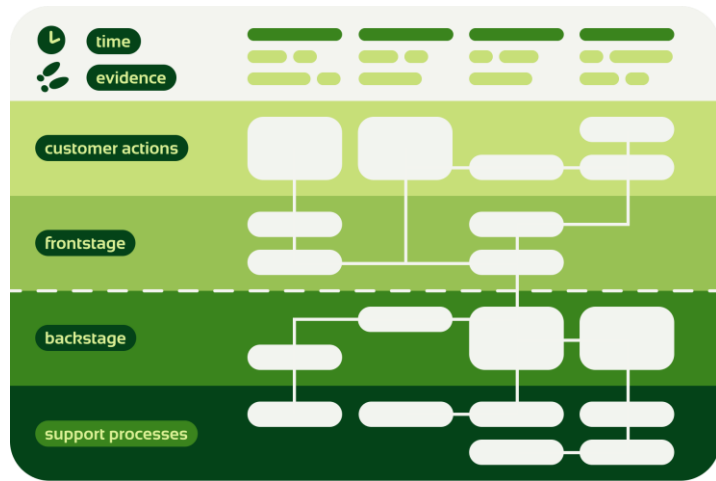 time
evidence
customer actions
frontstage
backstage
support processes